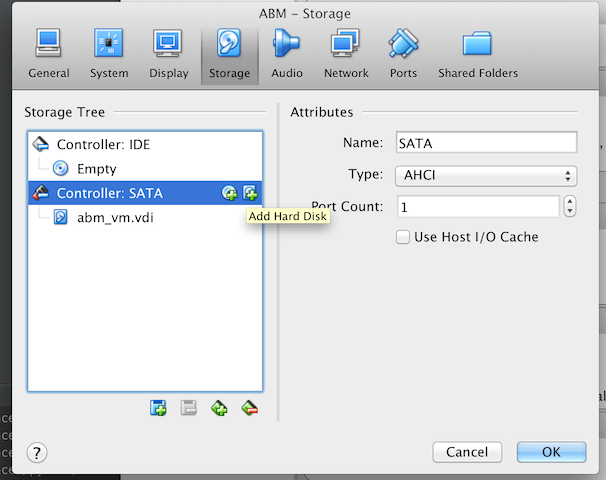 ABM – Storage
General
System
Display
Storage
Audio
Network
Ports
Shared Folders
Storage Tree
Controller: IDE
Empty
Controller: SATA
abm_vm.vdi
Add Hard Disk
Attributes
Name: SATA
Type: AHCI
Port Count: 1
Use Host I/O Cache
?
Cancel
OK